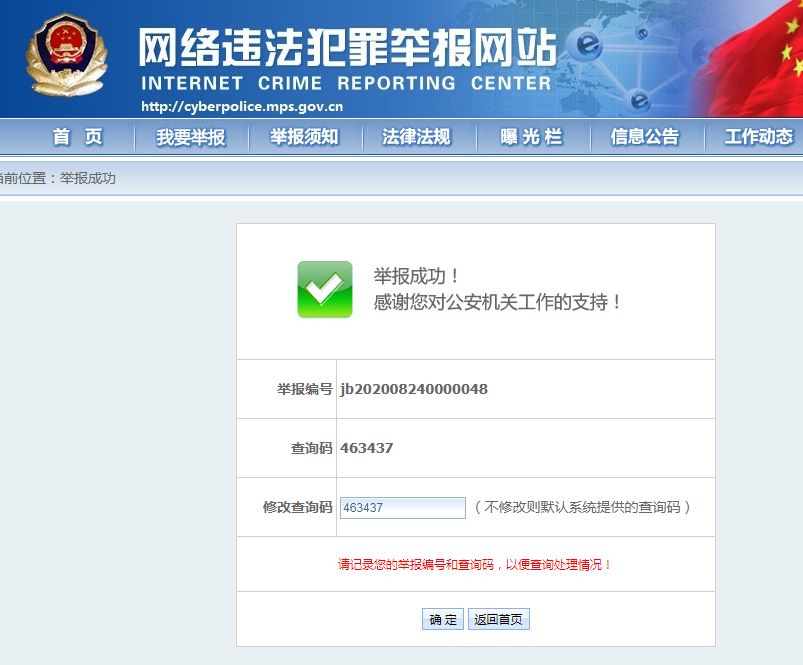 网络违法犯罪举报网站
INTERNET CRIME REPORTING CENTER
http://cyberpolice.mps.gov.cn
首 页 我要举报 举报须知 法律法规 曝 光 栏 信息公告 工作动态
当前位置：举报成功
举报成功！
感谢您对公安机关工作的支持！
举报编号 jb202008240000048
查询码 463437
修改查询码 463437 （不修改则默认系统提供的查询码）
请记录您的举报编号和查询码，以便查询处理情况！
确 定 返回首页